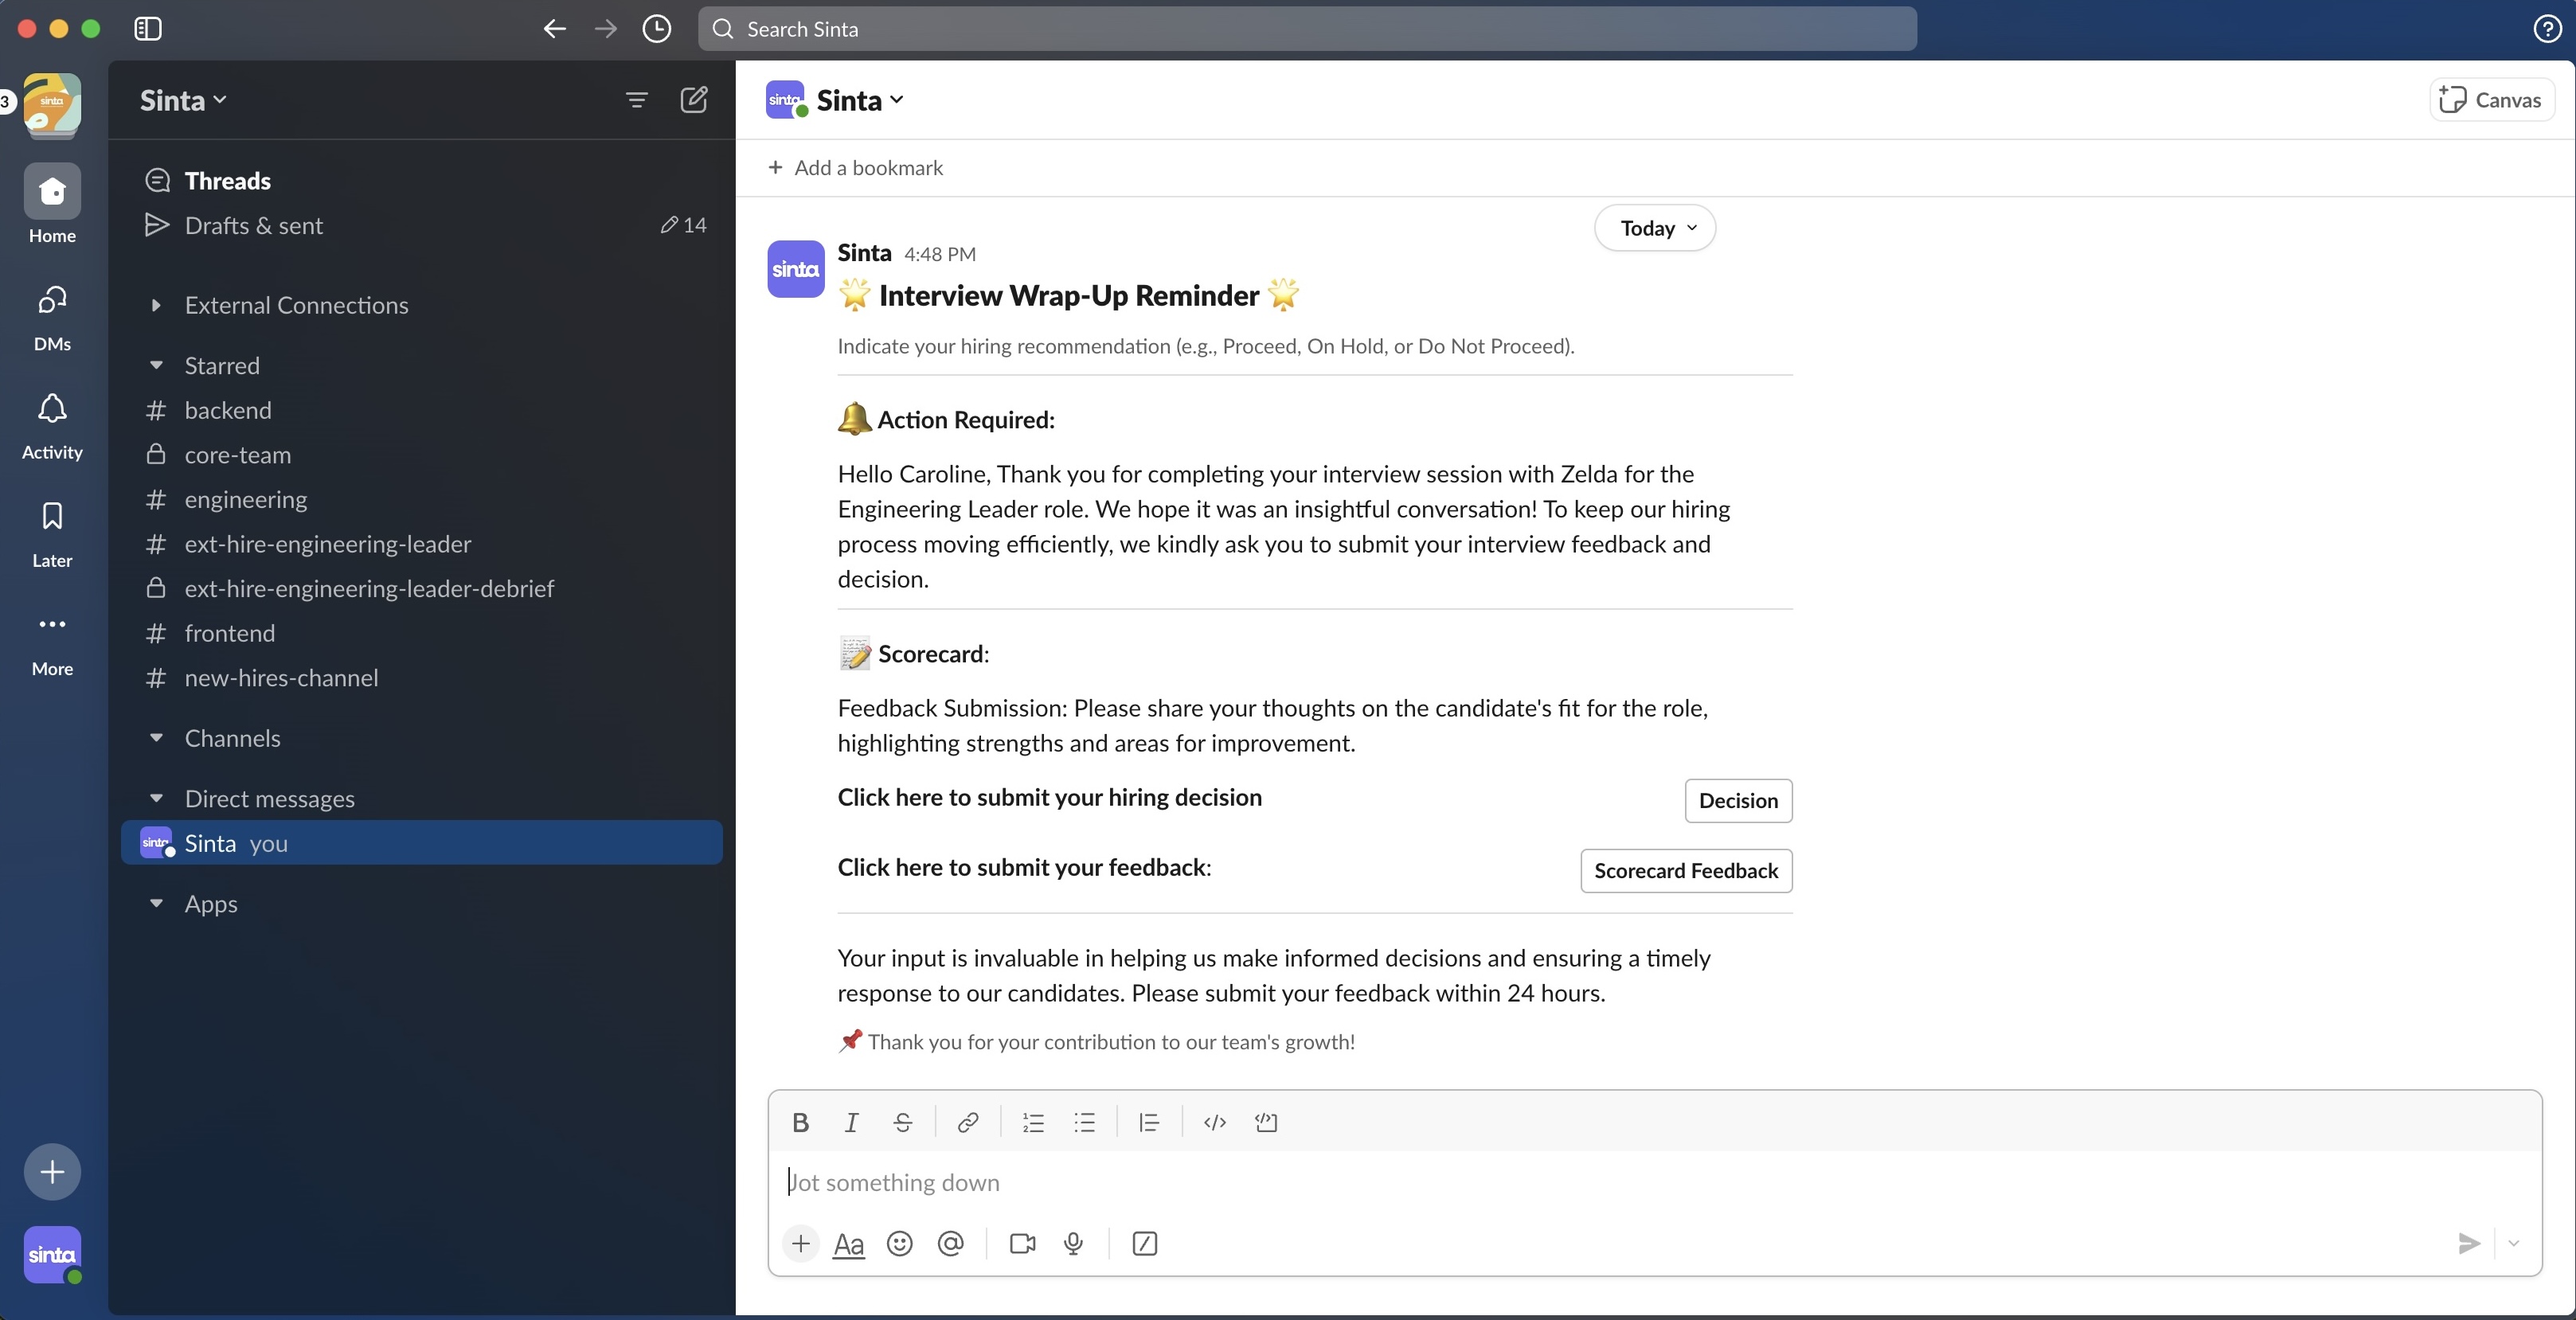 Search Sinta
3
sinta
Home
DMs
Activity
Later
More
sinta
Sinta
Threads
Drafts & sent 14
External Connections
Starred
backend
core-team
engineering
ext-hire-engineering-leader
ext-hire-engineering-leader-debrief
frontend
new-hires-channel
Channels
Direct messages
sinta Sinta you
Apps
sinta Sinta
Canvas
+ Add a bookmark
Today
sinta
Sinta 4:48 PM
🌟 Interview Wrap-Up Reminder 🌟
Indicate your hiring recommendation (e.g., Proceed, On Hold, or Do Not Proceed).
🔔 Action Required:
Hello Caroline, Thank you for completing your interview session with Zelda for the
Engineering Leader role. We hope it was an insightful conversation! To keep our hiring
process moving efficiently, we kindly ask you to submit your interview feedback and
decision.
📝 Scorecard:
Feedback Submission: Please share your thoughts on the candidate's fit for the role,
highlighting strengths and areas for improvement.
Click here to submit your hiring decision Decision
Click here to submit your feedback: Scorecard Feedback
Your input is invaluable in helping us make informed decisions and ensuring a timely
response to our candidates. Please submit your feedback within 24 hours.
📌 Thank you for your contribution to our team's growth!
B I S
Jot something down
Aa